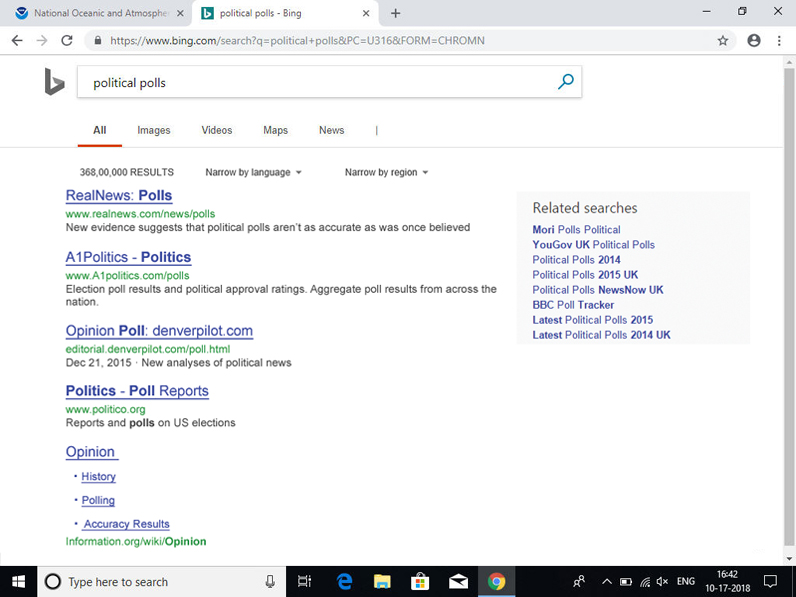 National Oceanic and Atmospher
political polls - Bing
https://www.bing.com/search?q=political+polls&PC=U316&FORM=CHROMN
political polls
All Images Videos Maps News |
368,00,000 RESULTS Narrow by language Narrow by region
RealNews: Polls
www.realnews.com/news/polls
New evidence suggests that political polls aren't as accurate as was once believed
A1Politics - Politics
www.A1politics.com/polls
Election poll results and political approval ratings. Aggregate poll results from across the
nation.
Opinion Poll: denverpilot.com
editorial.denverpilot.com/poll.html
Dec 21, 2015 · New analyses of political news
Politics - Poll Reports
www.politico.org
Reports and polls on US elections
Opinion
• History
• Polling
• Accuracy Results
Information.org/wiki/Opinion
Related searches
Mori Polls Political
YouGov UK Political Polls
Political Polls 2014
Political Polls 2015 UK
Political Polls NewsNow UK
BBC Poll Tracker
Latest Political Polls 2015
Latest Political Polls 2014 UK
Type here to search
ENG
16:42
10-17-2018